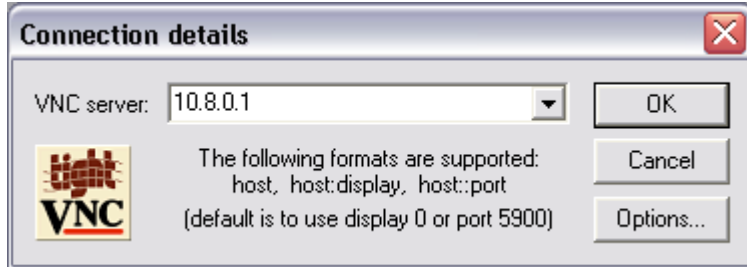 Connection details
VNC server: 10.8.0.1 OK
The following formats are supported: Cancel
host, host:display, host::port
(default is to use display 0 or port 5900) Options...
tight
VNC